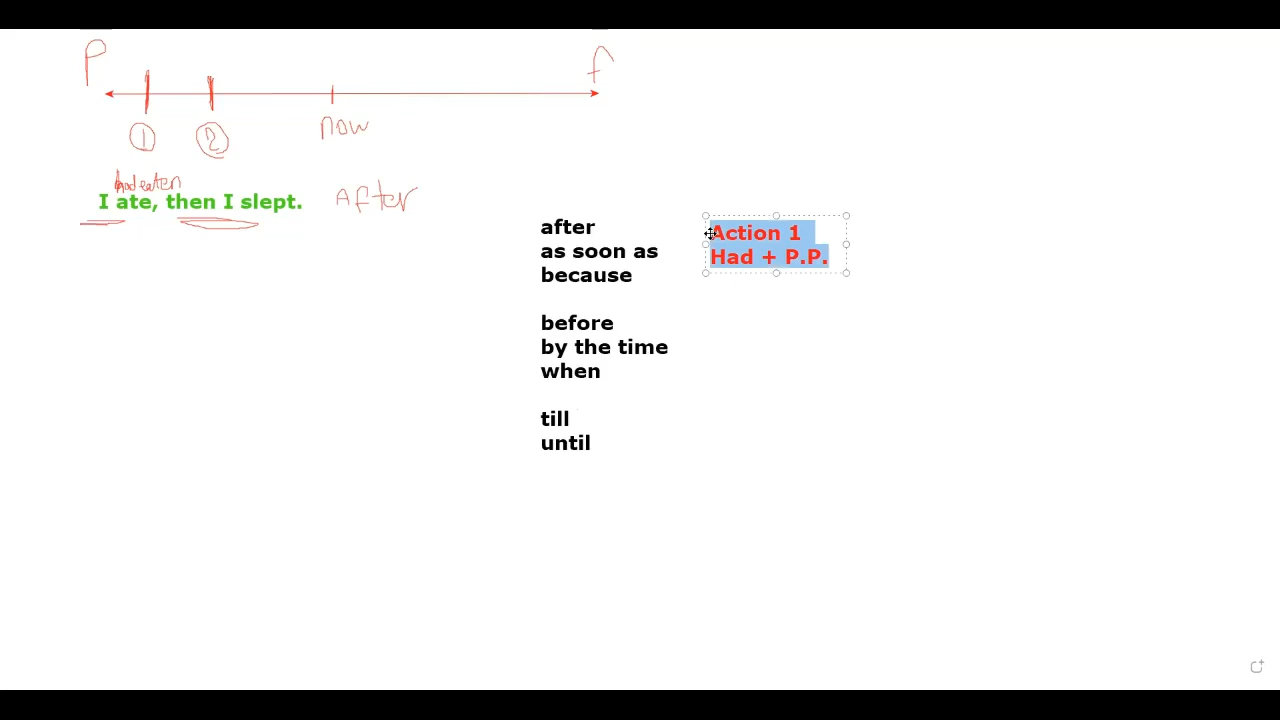 P
f
1
2
now
had eaten
I ate, then I slept.
After
after
as soon as
because
before
by the time
when
till
until
Action 1
Had + P.P.